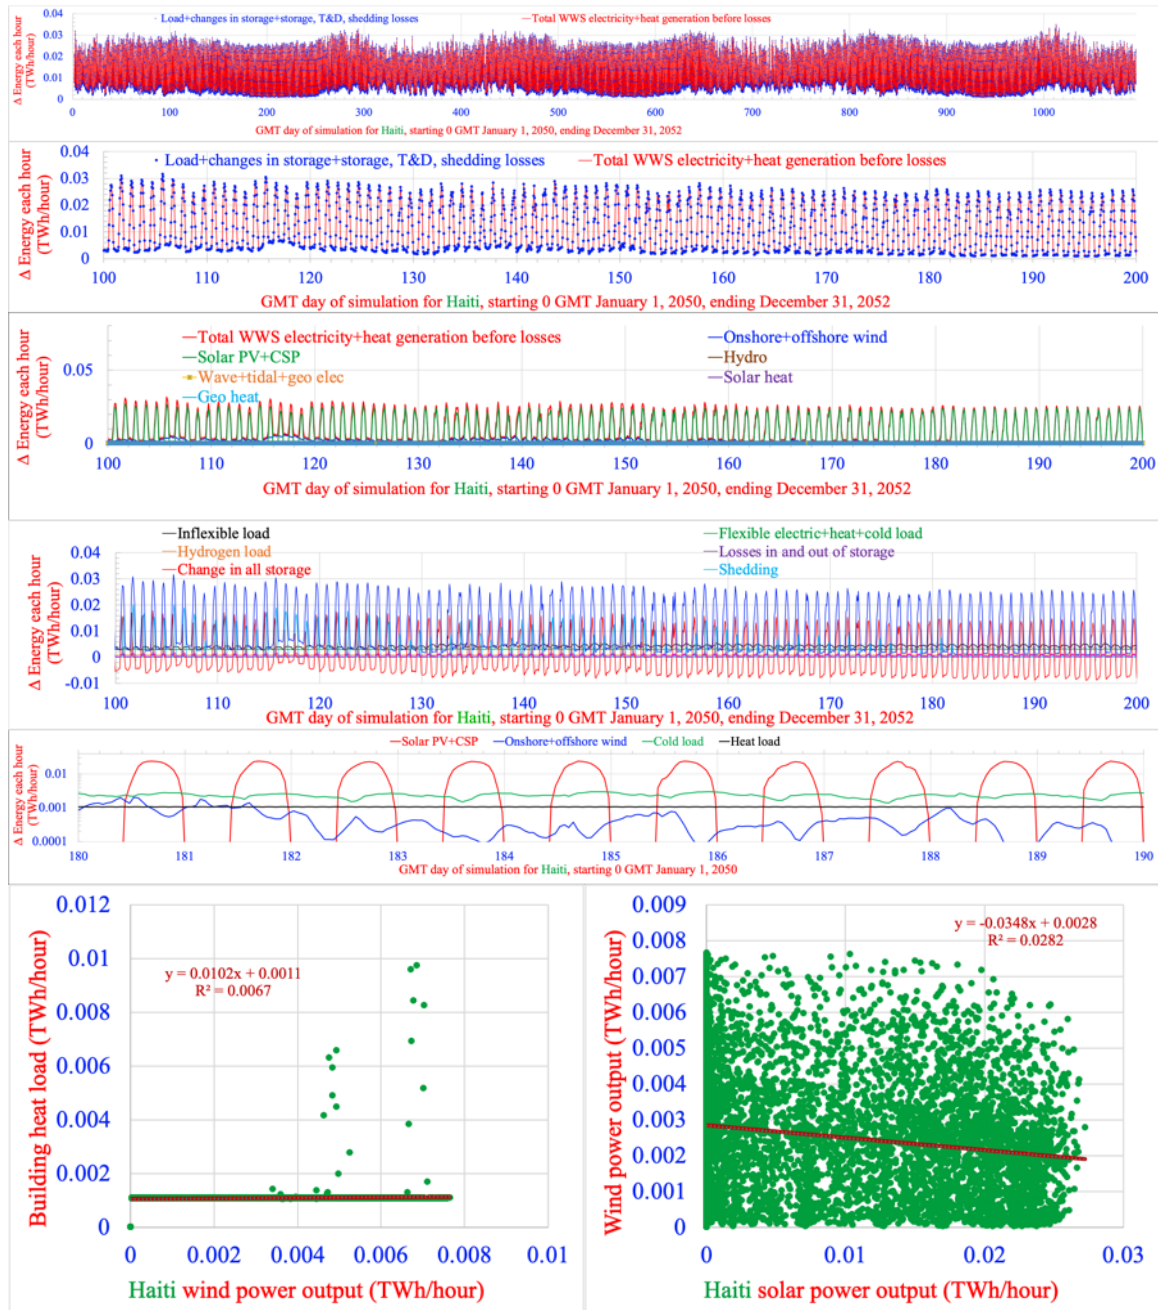 Load+changes in storage+storage, T&D, shedding losses
Total WWS electricity+heat generation before losses
Δ Energy each hour
(TWh/hour)
0.04
0.03
0.02
0.01
0
0 100 200 300 400 500 600 700 800 900 1000
GMT day of simulation for Haiti, starting 0 GMT January 1, 2050, ending December 31, 2052
Load+changes in storage+storage, T&D, shedding losses
Total WWS electricity+heat generation before losses
Δ Energy each hour
(TWh/hour)
0.04
0.03
0.02
0.01
0
100 110 120 130 140 150 160 170 180 190 200
GMT day of simulation for Haiti, starting 0 GMT January 1, 2050, ending December 31, 2052
Total WWS electricity+heat generation before losses
Onshore+offshore wind
Solar PV+CSP
Hydro
Wave+tidal+geo elec
Solar heat
Geo heat
Δ Energy each hour
(TWh/hour)
0.05
0
100 110 120 130 140 150 160 170 180 190 200
GMT day of simulation for Haiti, starting 0 GMT January 1, 2050, ending December 31, 2052
Inflexible load
Flexible electric+heat+cold load
Hydrogen load
Losses in and out of storage
Change in all storage
Shedding
Δ Energy each hour
(TWh/hour)
0.04
0.03
0.02
0.01
0
-0.01
100 110 120 130 140 150 160 170 180 190 200
GMT day of simulation for Haiti, starting 0 GMT January 1, 2050, ending December 31, 2052
Solar PV+CSP Onshore+offshore wind Cold load Heat load
Δ Energy each hour
(TWh/hour)
0.01
0.001
0.0001
180 181 182 183 184 185 186 187 188 189 190
GMT day of simulation for Haiti, starting 0 GMT January 1, 2050
Building heat load (TWh/hour)
0.012
0.01
0.008
0.006
0.004
0.002
0
y = 0.0102x + 0.0011
R² = 0.0067
0 0.002 0.004 0.006 0.008 0.01
Haiti wind power output (TWh/hour)
Wind power output (TWh/hour)
0.009
0.008
0.007
0.006
0.005
0.004
0.003
0.002
0.001
0
y = -0.0348x + 0.0028
R² = 0.0282
0 0.01 0.02 0.03
Haiti solar power output (TWh/hour)